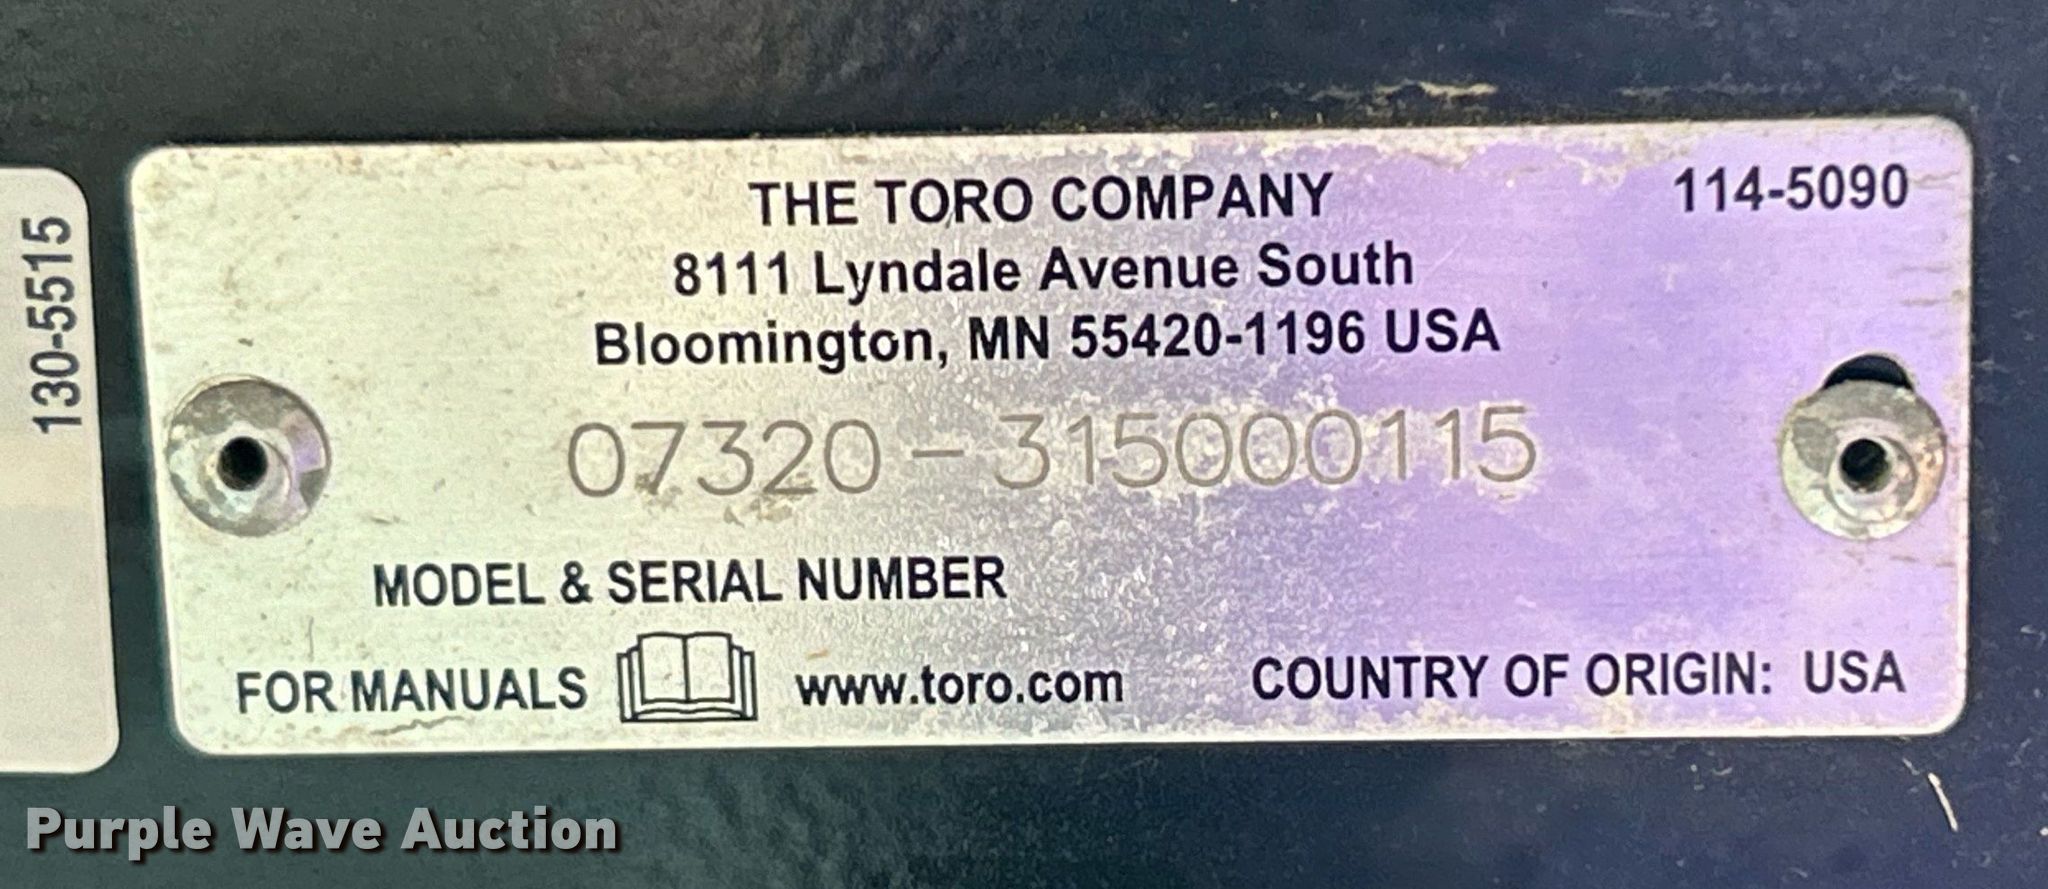 130-5515
THE TORO COMPANY
114-5090
8111 Lyndale Avenue South
Bloomington, MN 55420-1196 USA
07320-315000115
MODEL & SERIAL NUMBER
FOR MANUALS www.toro.com
COUNTRY OF ORIGIN: USA
Purple Wave Auction